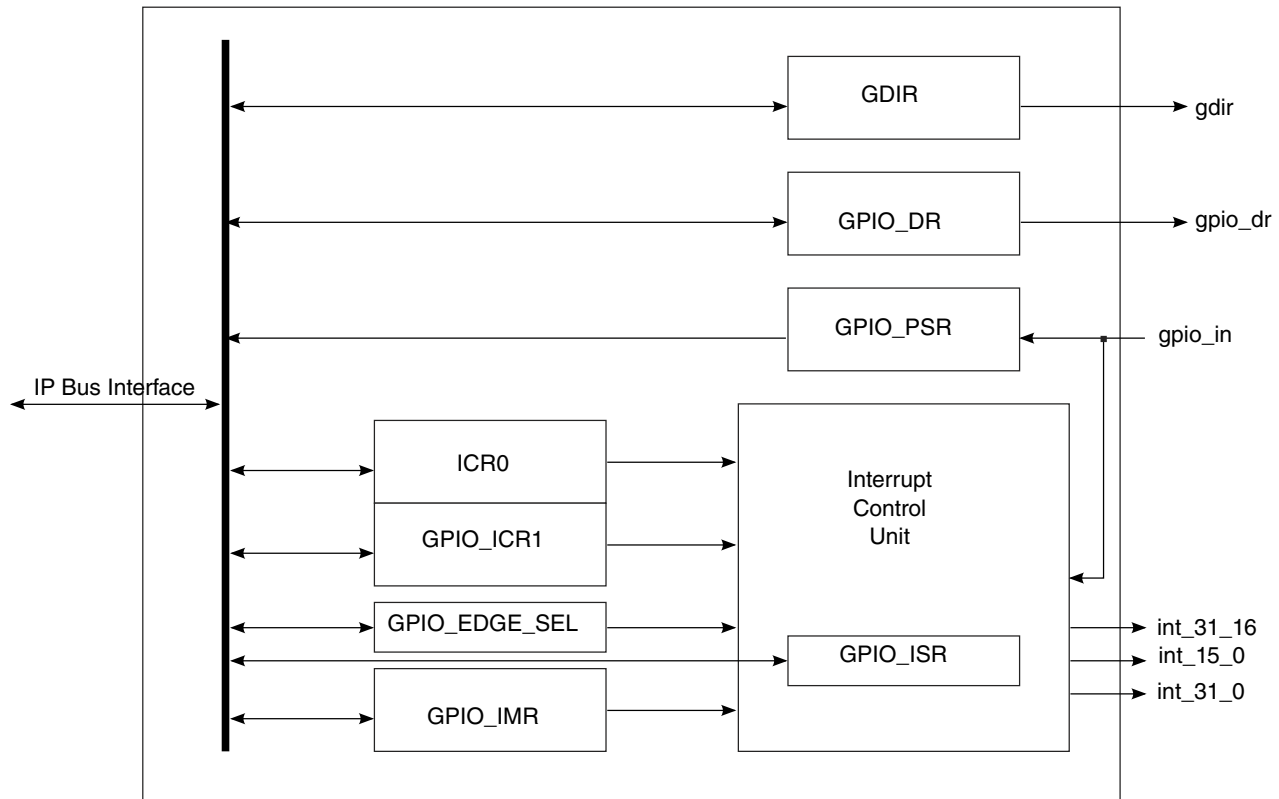 GDIR
gdir
GPIO_DR
gpio_dr
GPIO_PSR
gpio_in
IP Bus Interface
ICR0
GPIO_ICR1
Interrupt
Control
Unit
GPIO_EDGE_SEL
int_31_16
GPIO_ISR
int_15_0
int_31_0
GPIO_IMR